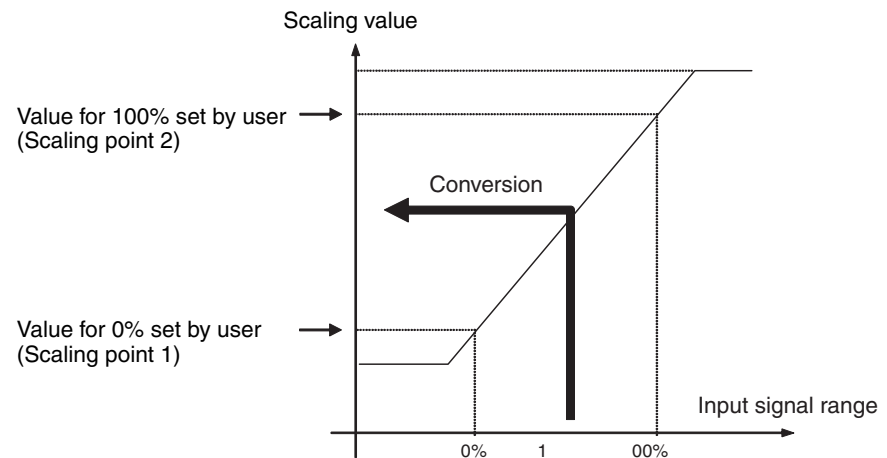 Scaling value
Value for 100% set by user
(Scaling point 2)
Conversion
Value for 0% set by user
(Scaling point 1)
Input signal range
0% 1 00%